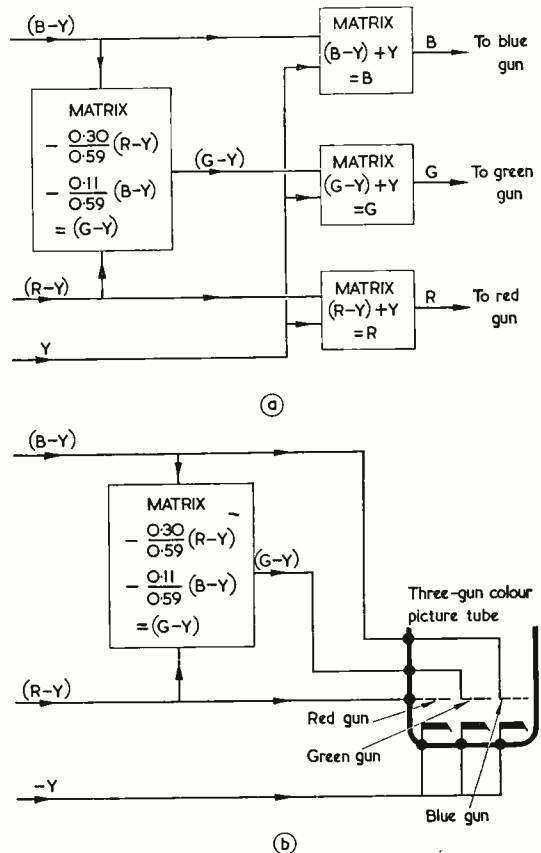 (B-Y)
MATRIX
(B-Y)+Y
=B
B
To blue
gun
MATRIX
- 0·30/0·59 (R-Y)
- 0·11/0·59 (B-Y)
= (G-Y)
(G-Y)
MATRIX
(G-Y)+Y
=G
G
To green
gun
(R-Y)
MATRIX
(R-Y)+Y
=R
R
To red
gun
Y
a
(B-Y)
MATRIX
- 0·30/0·59 (R-Y)
- 0·11/0·59 (B-Y)
=(G-Y)
(G-Y)
Three-gun colour
picture tube
(R-Y)
Red gun
Green gun
-Y
Blue gun
b